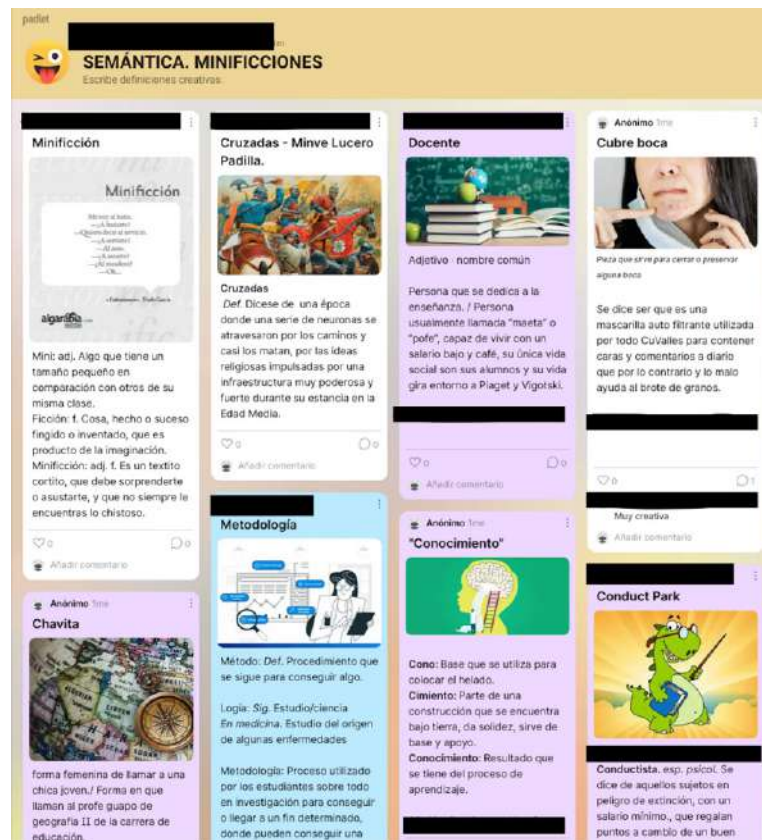 padlet
SEMÁNTICA. MINIFICCIONES
Escribe definiciones creativas
Minificción
Minificción
algarabía
Mini: adj. Algo que tiene un
tamaño pequeño en
comparación con otros de su
misma clase.
Ficción: f. Cosa, hecho o suceso
fingido o inventado, que es
producto de la imaginación.
Minificción: adj. f. Es un textito
cortito, que debe sorprenderte
o asustarte, y que no siempre le
encuentras lo chistoso.
0
0
Añadir comentario
Anónimo 1me
Chavita
forma femenina de llamar a una
chica joven./ Forma en que
llaman al profe guapo de
geografía II de la carrera de
educación.
Cruzadas - Minve Lucero
Padilla.
Cruzadas
Def. Dícese de una época
donde una serie de neuronas se
atravesaron por los caminos y
casi los matan, por las ideas
religiosas impulsadas por una
infraestructura muy poderosa y
fuerte durante su estancia en la
Edad Media.
0
0
Añadir comentario
Metodología
Método: Def. Procedimiento que
se sigue para conseguir algo.
Logía: Sig. Estudio/ciencia
En medicina. Estudio del origen
de algunas enfermedades
Metodología: Proceso utilizado
por los estudiantes sobre todo
en investigación para conseguir
o llegar a un fin determinado,
donde pueden conseguir una
Docente
Adjetivo · nombre común
Persona que se dedica a la
enseñanza. / Persona
usualmente llamada "maeta" o
"pofe", capaz de vivir con un
salario bajo y café, su única vida
social son sus alumnos y su vida
gira entorno a Piaget y Vigotski.
0
0
Añadir comentario
Anónimo 1me
"Conocimiento"
Cono: Base que se utiliza para
colocar el helado.
Cimiento: Parte de una
construcción que se encuentra
bajo tierra, da solidez, sirve de
base y apoyo.
Conocimiento: Resultado que
se tiene del proceso de
aprendizaje.
Anónimo 1me
Cubre boca
Pieza que sirve para cerrar o preservar
alguna boca
Se dice ser que es una
mascarilla auto filtrante utilizada
por todo CuValles para contener
caras y comentarios a diario
que por lo contrario y lo malo
ayuda al brote de granos.
0
1
Muy creativa
Añadir comentario
Conduct Park
Conductista. esp. psicol. Se
dice de aquellos sujetos en
peligro de extinción, con un
salario mínimo., que regalan
puntos a cambio de un buen